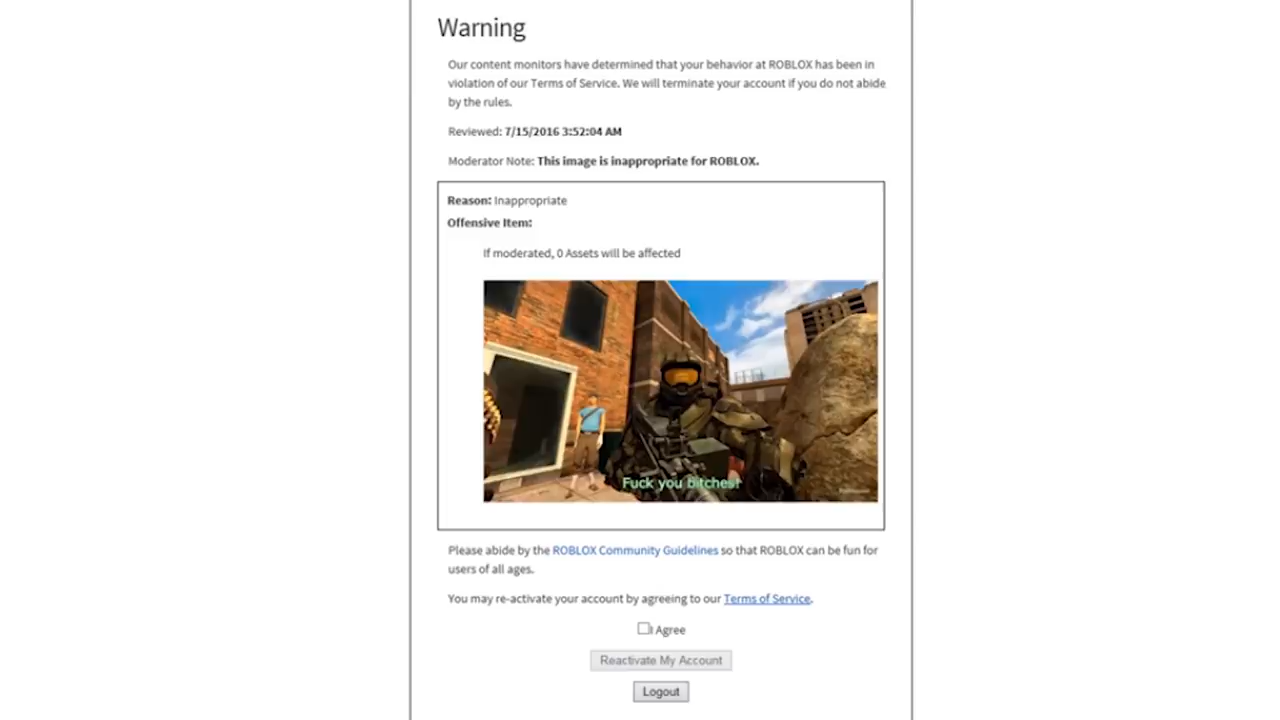 Warning
Our content monitors have determined that your behavior at ROBLOX has been in
violation of our Terms of Service. We will terminate your account if you do not abide
by the rules.
Reviewed: 7/15/2016 3:52:04 AM
Moderator Note: This image is inappropriate for ROBLOX.
Reason: Inappropriate
Offensive Item:
If moderated, 0 Assets will be affected
Fuck you bitches!
Please abide by the ROBLOX Community Guidelines so that ROBLOX can be fun for
users of all ages.
You may re-activate your account by agreeing to our Terms of Service.
I Agree
Reactivate My Account
Logout